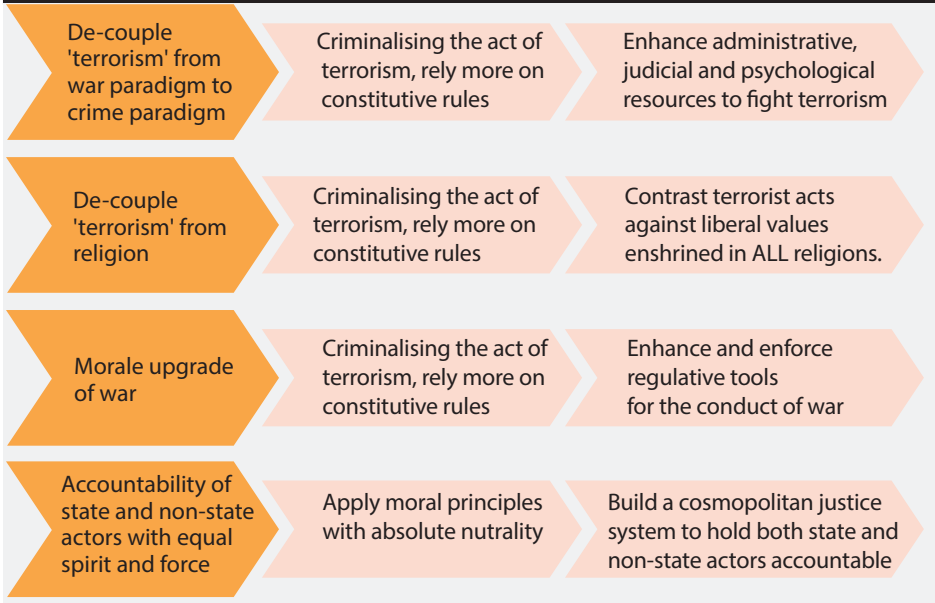 De-couple
'terrorism' from
war paradigm to
crime paradigm
Criminalising the act of
terrorism, rely more on
constitutive rules
Enhance administrative,
judicial and psychological
resources to fight terrorism
De-couple
'terrorism' from
religion
Criminalising the act of
terrorism, rely more on
constitutive rules
Contrast terrorist acts
against liberal values
enshrined in ALL religions.
Morale upgrade
of war
Criminalising the act of
terrorism, rely more on
constitutive rules
Enhance and enforce
regulative tools
for the conduct of war
Accountability of
state and non-state
actors with equal
spirit and force
Apply moral principles
with absolute nutrality
Build a cosmopolitan justice
system to hold both state and
non-state actors accountable